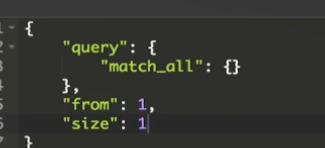 {
"query": {
"match_all": {}
},
"from": 1,
"size": 1
}